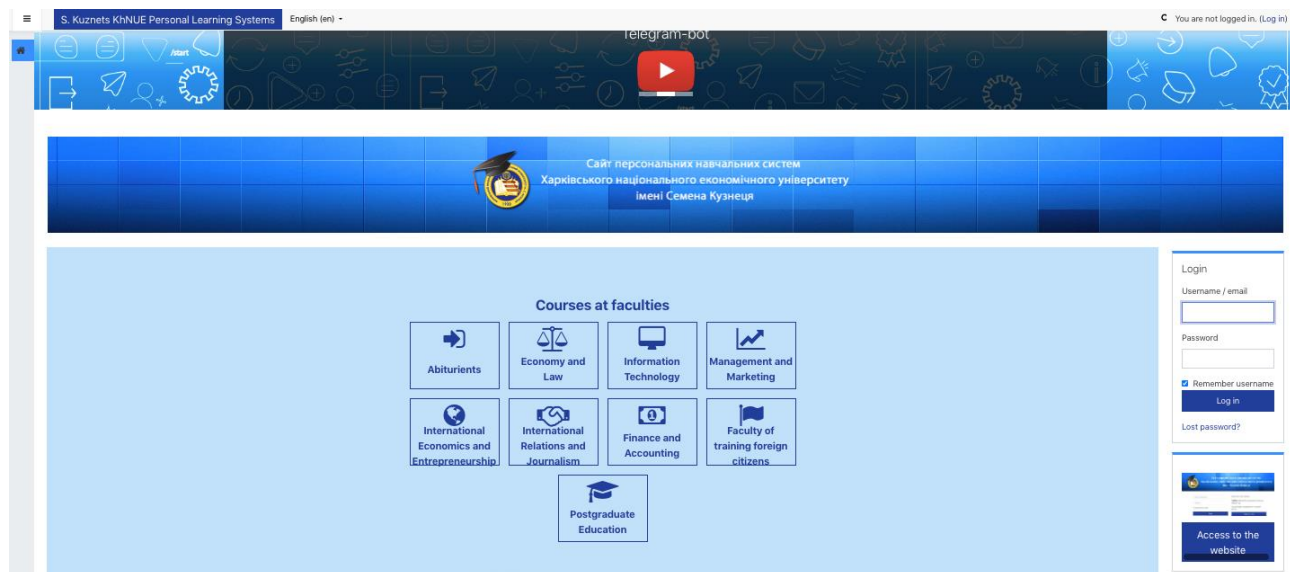 S. Kuznets KhNUE Personal Learning Systems
English (en)
You are not logged in. (Log in)
Telegram-bot
/start
Сайт персональних навчальних систем
Харківського національного економічного університету
імені Семена Кузнеця
Courses at faculties
Abiturients
Economy and
Law
Information
Technology
Management and
Marketing
International
Economics and
Entrepreneurship
International
Relations and
Journalism
Finance and
Accounting
Faculty of
training foreign
citizens
Postgraduate
Education
Login
Username / email
Password
Remember username
Log in
Lost password?
Access to the
website